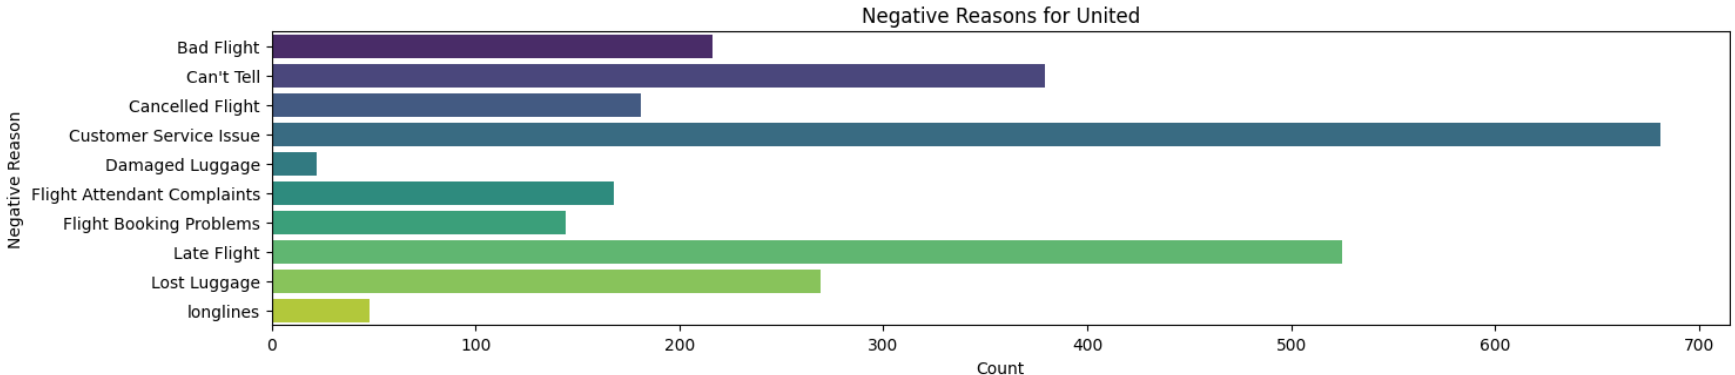 Negative Reasons for United
Negative Reason
Bad Flight
Can't Tell
Cancelled Flight
Customer Service Issue
Damaged Luggage
Flight Attendant Complaints
Flight Booking Problems
Late Flight
Lost Luggage
longlines
0 100 200 300 400 500 600 700
Count